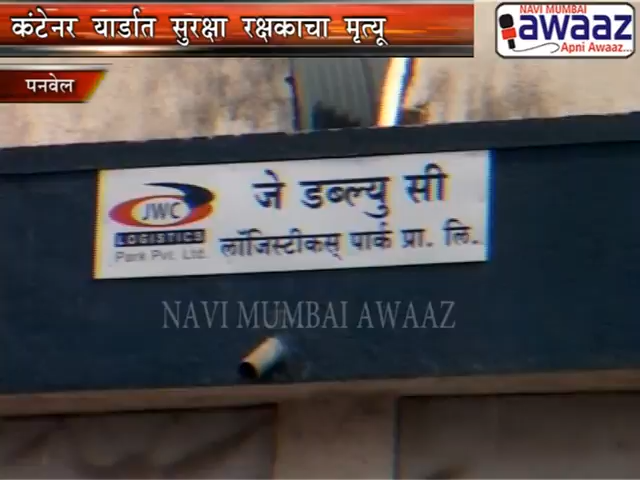 कंटेनर यार्डात सुरक्षा रक्षकाचा मृत्यू
NAVI MUMBAI
awaaz
Apni Awaaz...
पनवेल
JWC
LOGISTICS
Park Pvt. Ltd.
जे डब्ल्यु सी
लॉजिस्टीकस् पार्क प्रा. लि.
NAVI MUMBAI AWAAZ